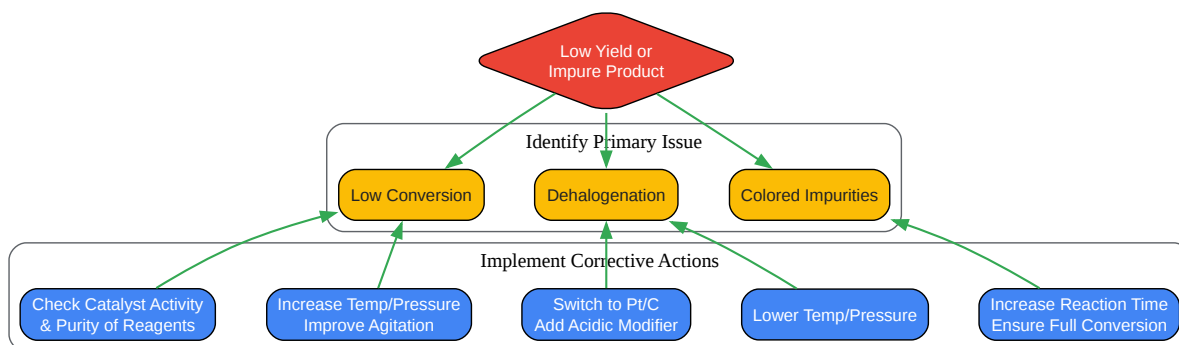 Low Yield or
Impure Product
Identify Primary Issue
Low Conversion
Dehalogenation
Colored Impurities
Implement Corrective Actions
Check Catalyst Activity
& Purity of Reagents
Increase Temp/Pressure
Improve Agitation
Switch to Pt/C
Add Acidic Modifier
Lower Temp/Pressure
Increase Reaction Time
Ensure Full Conversion